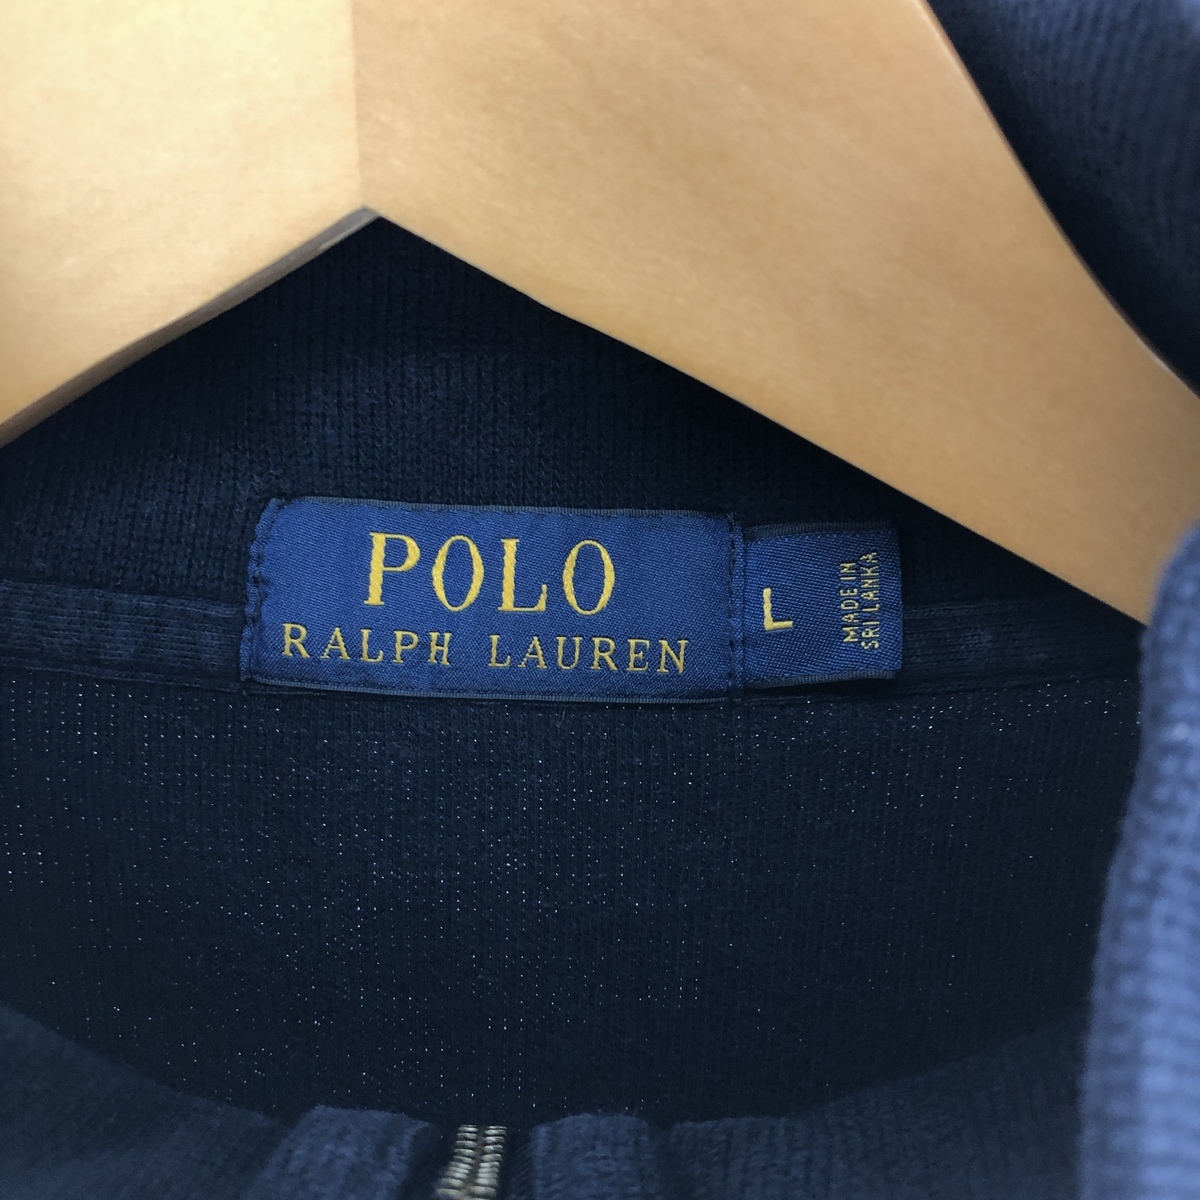 POLO
RALPH LAUREN
L
MADE IN
SRI LANKA